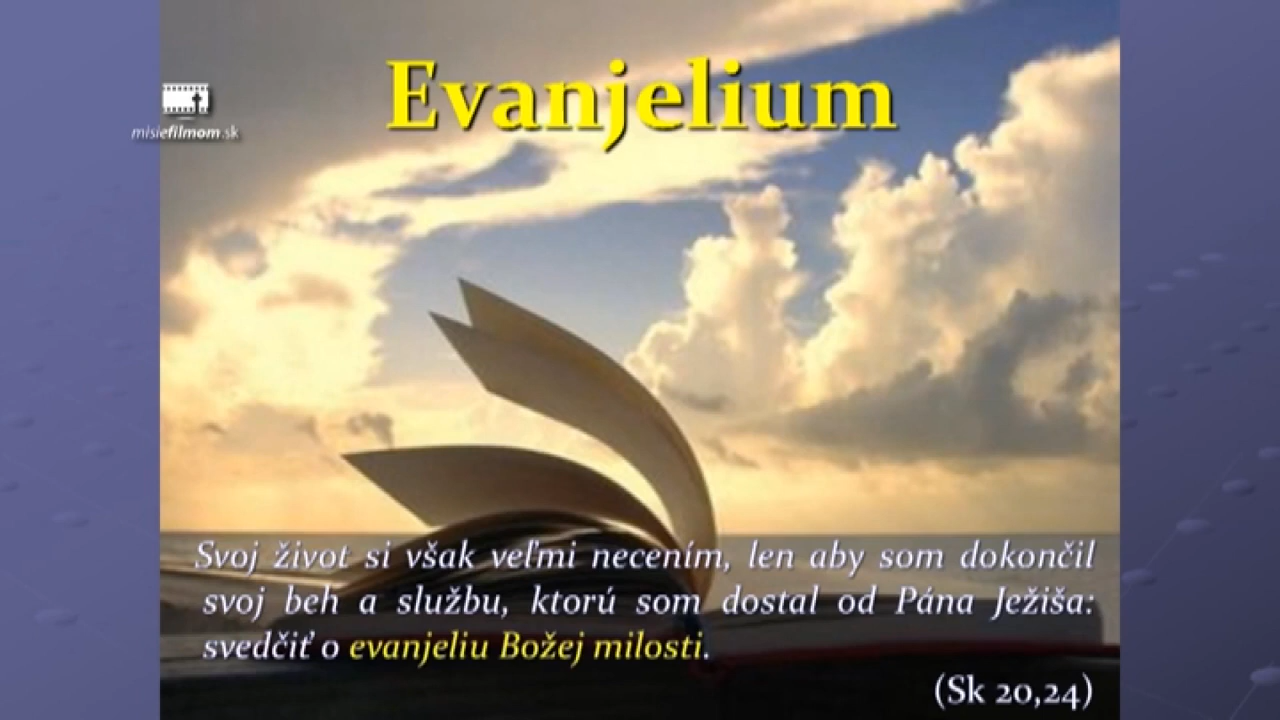 Evanjelium
misiefilmom.sk
Svoj život si však veľmi necením, len aby som dokončil
svoj beh a službu, ktorú som dostal od Pána Ježiša:
svedčiť o evanjeliu Božej milosti.
(Sk 20,24)